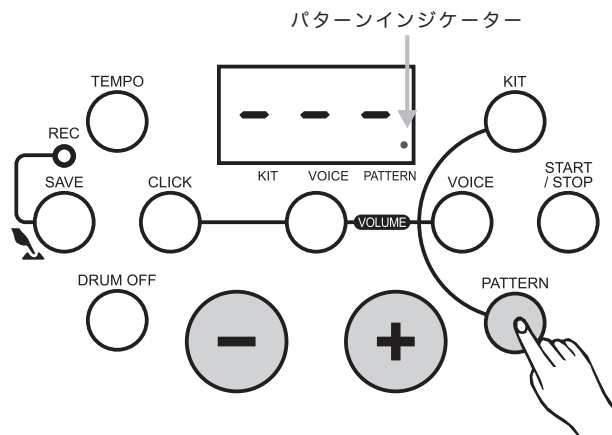 パターンインジケーター
TEMPO
KIT
REC
- - -
KIT VOICE PATTERN
SAVE
CLICK
VOLUME
VOICE
START
/ STOP
DRUM OFF
PATTERN
− +